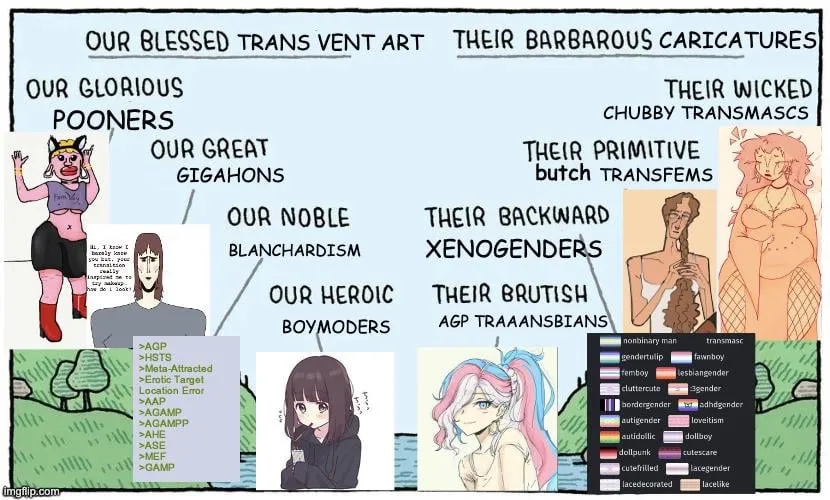 OUR BLESSED TRANS VENT ART
THEIR BARBAROUS CARICATURES
OUR GLORIOUS
POONERS
THEIR WICKED
CHUBBY TRANSMASCS
OUR GREAT
GIGAHONS
THEIR PRIMITIVE
butch TRANSFEMS
OUR NOBLE
BLANCHARDISM
THEIR BACKWARD
XENOGENDERS
OUR HEROIC
BOYMODERS
THEIR BRUTISH
AGP TRAAANSBIANS
Hi, I know I
barely know
you but, your
transition
really
inspired me to
try makeup.
how do i look?
>AGP
>HSTS
>Meta-Attracted
>Erotic Target
Location Error
>AAP
>AGAMP
>AGAMPP
>AHE
>ASE
>MEF
>GAMP
nonbinary man transmasc
gendertulip fawnboy
femboy lesbiangender
cluttercute :3gender
bordergender adhdgender
autigender loveitism
autidollic dollboy
dollpunk cutescare
cutefrilled lacegender
lacedecorated lacelike
imgflip.com